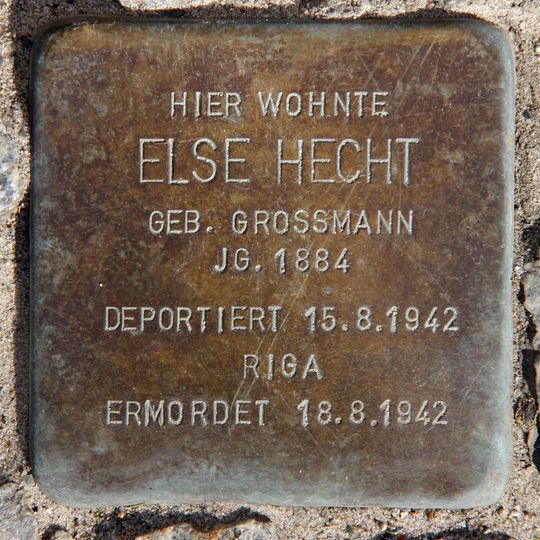 HIER WOHNTE
ELSE HECHT
GEB. GROSSMANN
JG. 1884
DEPORTIERT 15.8.1942
RIGA
ERMORDET 18.8.1942